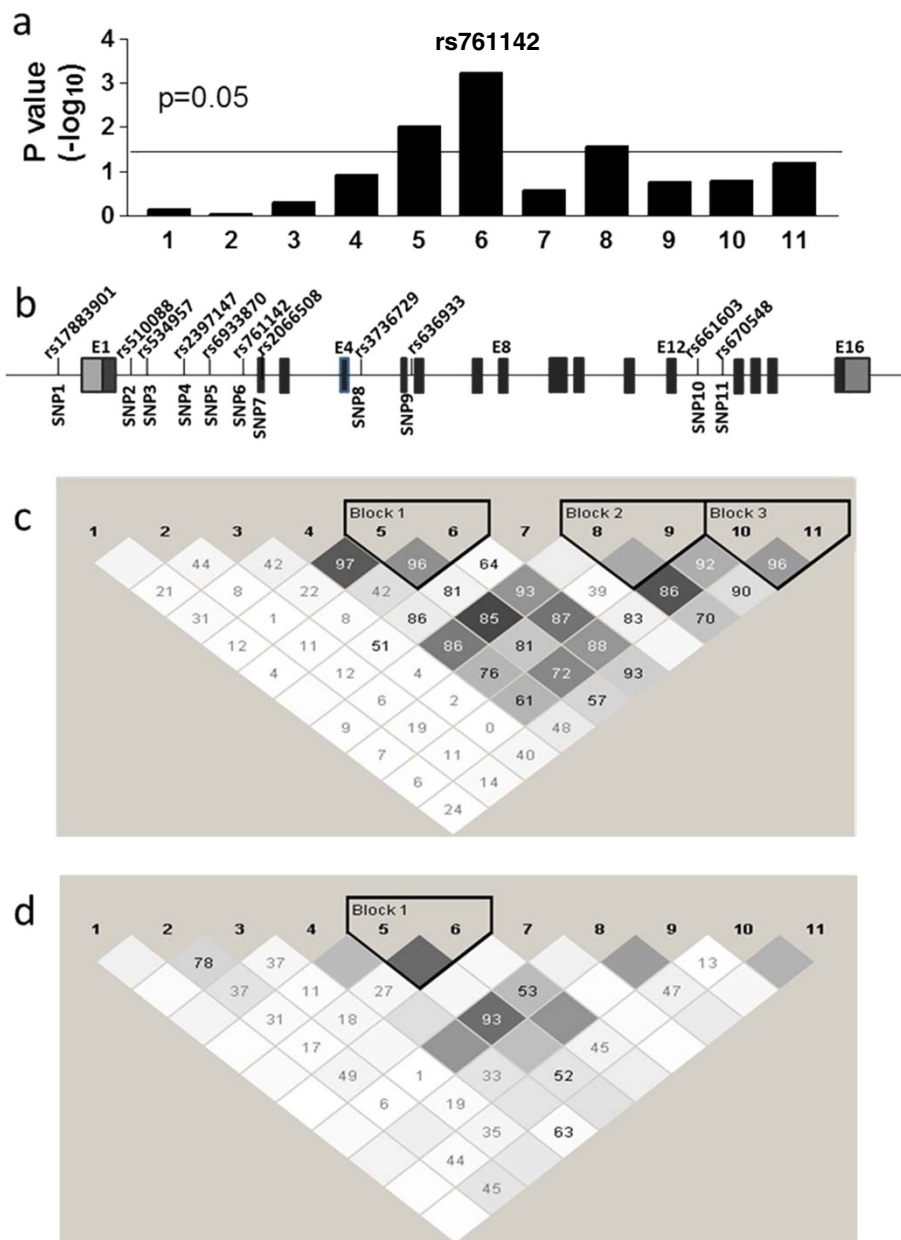 a
rs761142
P value
(-log10)
4
3
2
1
0
p=0.05
1 2 3 4 5 6 7 8 9 10 11
b
rs17883901 rs510088 rs534957 rs2397147 rs6933870 rs761142 rs2066508 rs3736729 rs636933 rs661603 rs670548
E1 E4 E8 E12 E16
SNP1 SNP2 SNP3 SNP4 SNP5 SNP6 SNP7 SNP8 SNP9 SNP10 SNP11
c
Block 1 Block 2 Block 3
1 2 3 4 5 6 7 8 9 10 11
44 42 97 96 64 92 96
21 8 22 42 81 93 39 86 90
31 1 8 86 85 87 83 70
12 11 51 86 81 88
4 12 4 76 72 93
6 2 61 57
9 19 0 48
7 11 40
6 14
24
d
Block 1
1 2 3 4 5 6 7 8 9 10 11
78 37 13
37 11 27 53 47
31 18 93
17 45
49 1 33 52
6 19
35 63
44
45